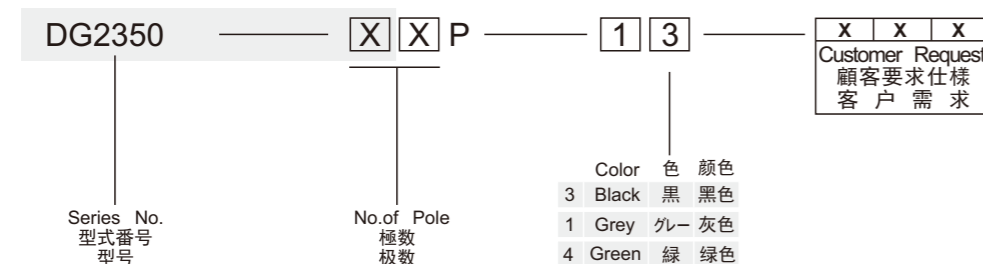 DG2350 XXP 13 X X X
Customer Request
顧客要求仕様
客户需求
Color 色 颜色
3 Black 黒 黑色
1 Grey グレー 灰色
4 Green 緑 绿色
Series No.
型式番号
型号
No.of Pole
極数
极数